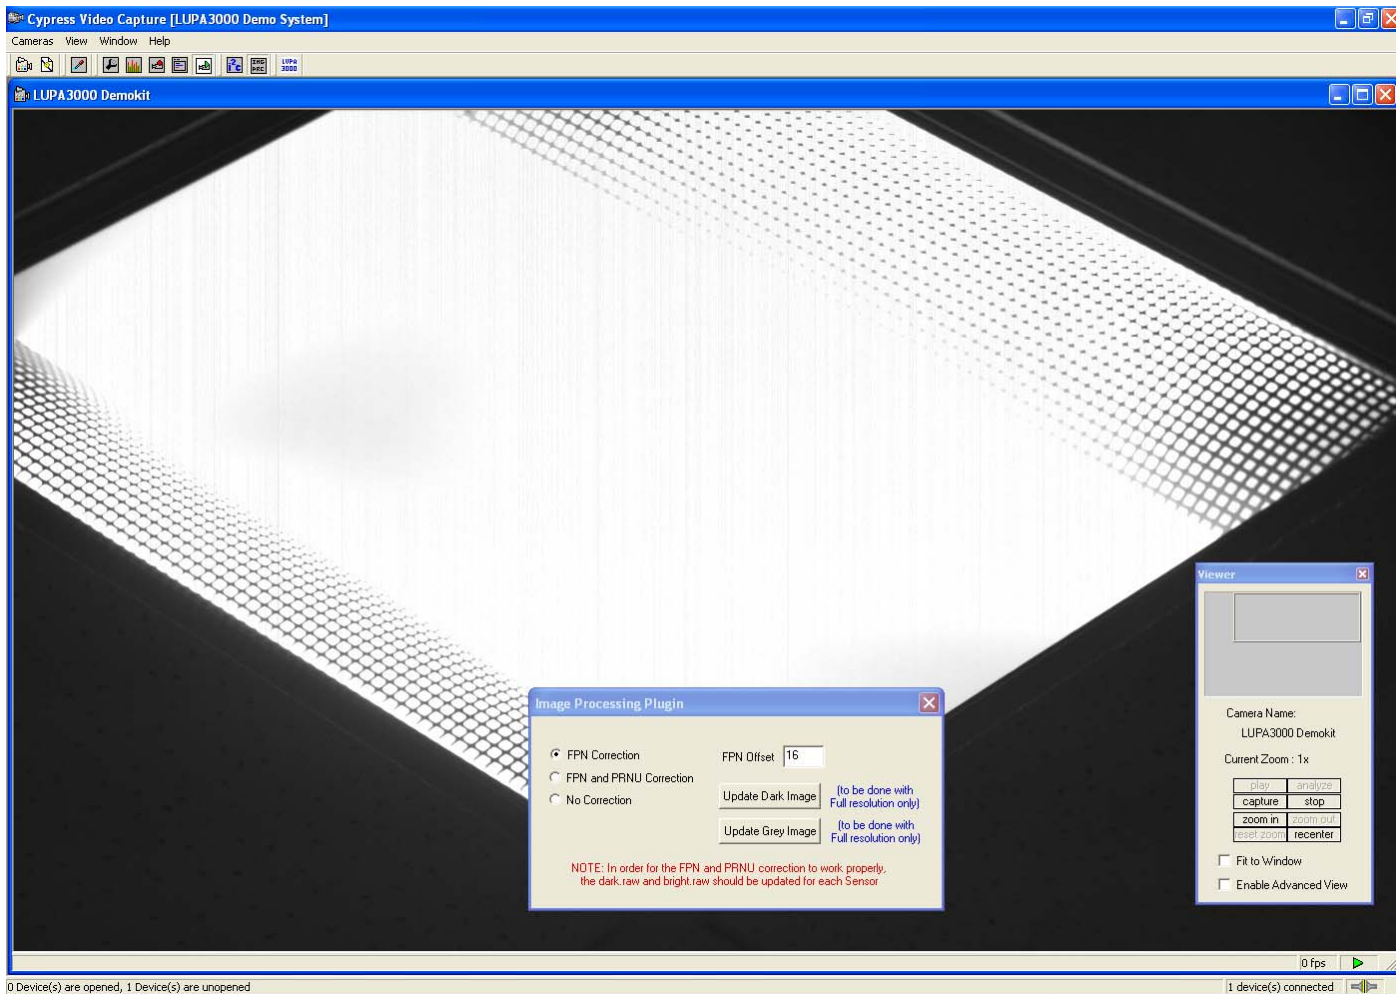 Cypress Video Capture [LUPA3000 Demo System]
Cameras View Window Help
i²c IMG PRC LUPA 3000
LUPA3000 Demokit
Viewer
Camera Name:
LUPA3000 Demokit
Current Zoom : 1x
play analyze
capture stop
zoom in zoom out
reset zoom recenter
Fit to Window
Enable Advanced View
Image Processing Plugin
FPN Correction
FPN and PRNU Correction
No Correction
FPN Offset 16
Update Dark Image
(to be done with
Full resolution only)
Update Grey Image
(to be done with
Full resolution only)
NOTE: In order for the FPN and PRNU correction to work properly,
the dark.raw and bright.raw should be updated for each Sensor
0 fps
0 Device(s) are opened, 1 Device(s) are unopened
1 device(s) connected